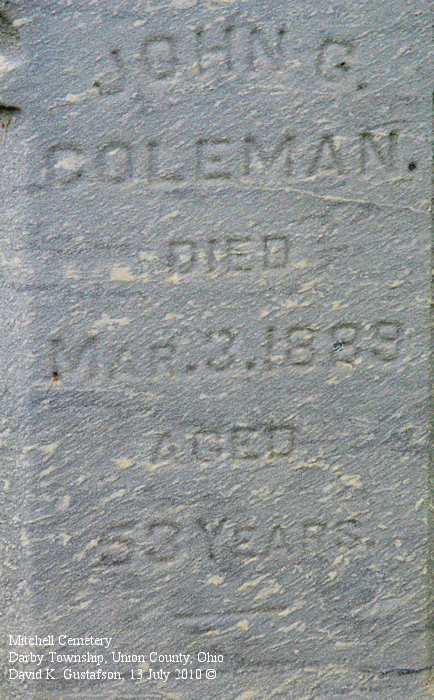 JOHN G.
COLEMAN.
DIED
MAR. 3. 1889
AGED
53 YEARS.
Mitchell Cemetery
Darby Township, Union County, Ohio
David K. Gustafson, 13 July 2010 ©